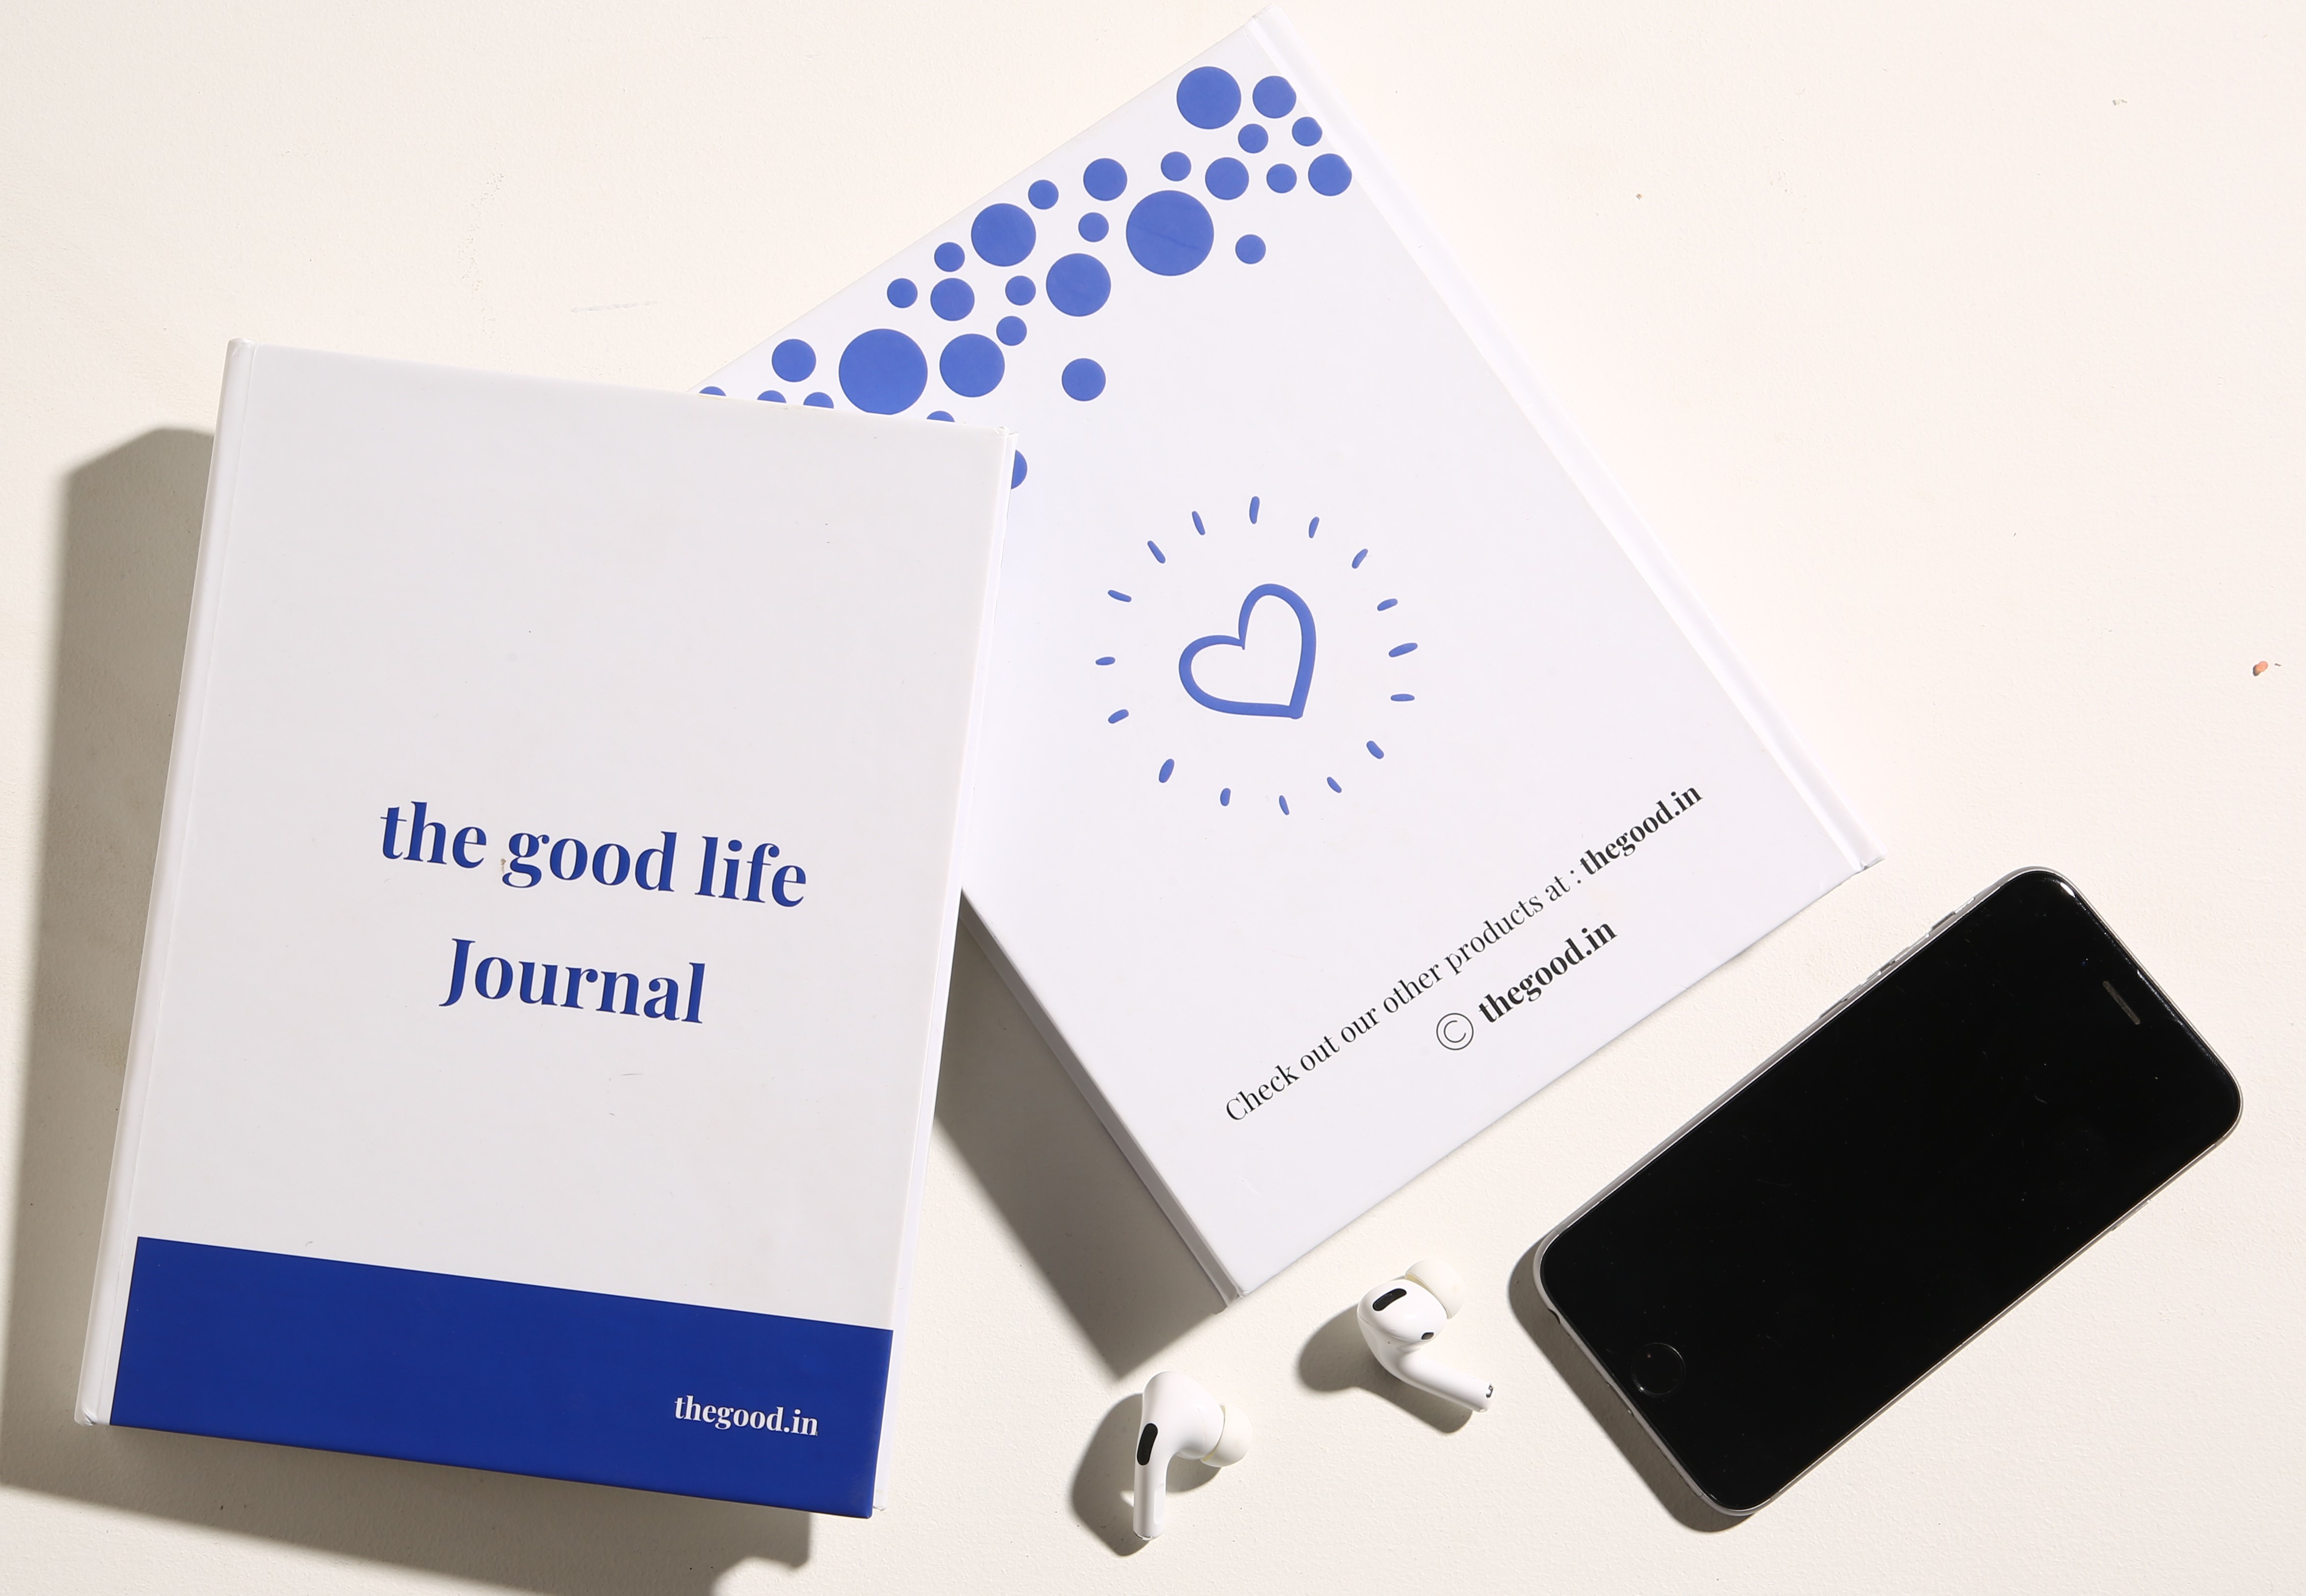 the good life
Journal
thegood.in
Check out our other products at : thegood.in
© thegood.in